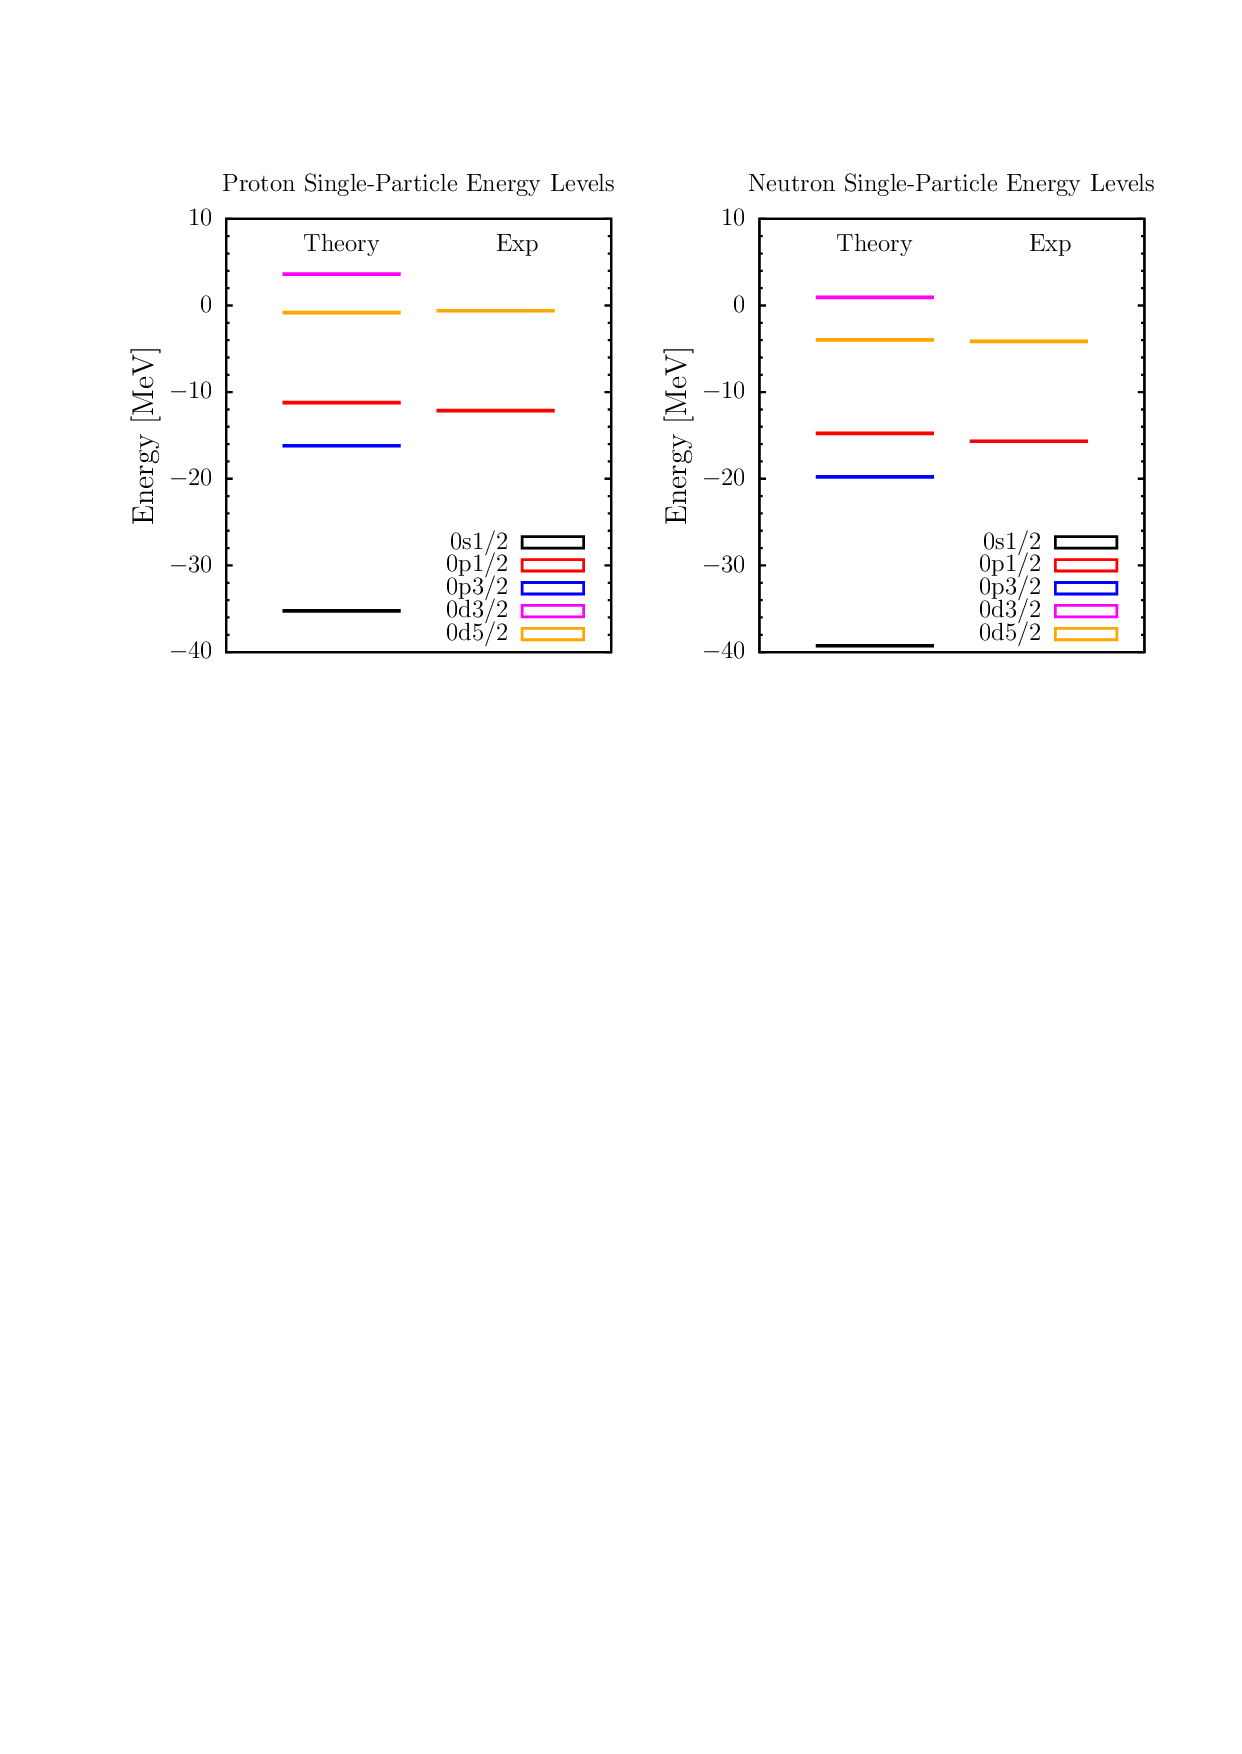 Proton Single-Particle Energy Levels
10
0
−10
−20
−30
−40
Energy [MeV]
Theory
Exp
0s1/2
0p1/2
0p3/2
0d3/2
0d5/2
Neutron Single-Particle Energy Levels
10
0
−10
−20
−30
−40
Energy [MeV]
Theory
Exp
0s1/2
0p1/2
0p3/2
0d3/2
0d5/2